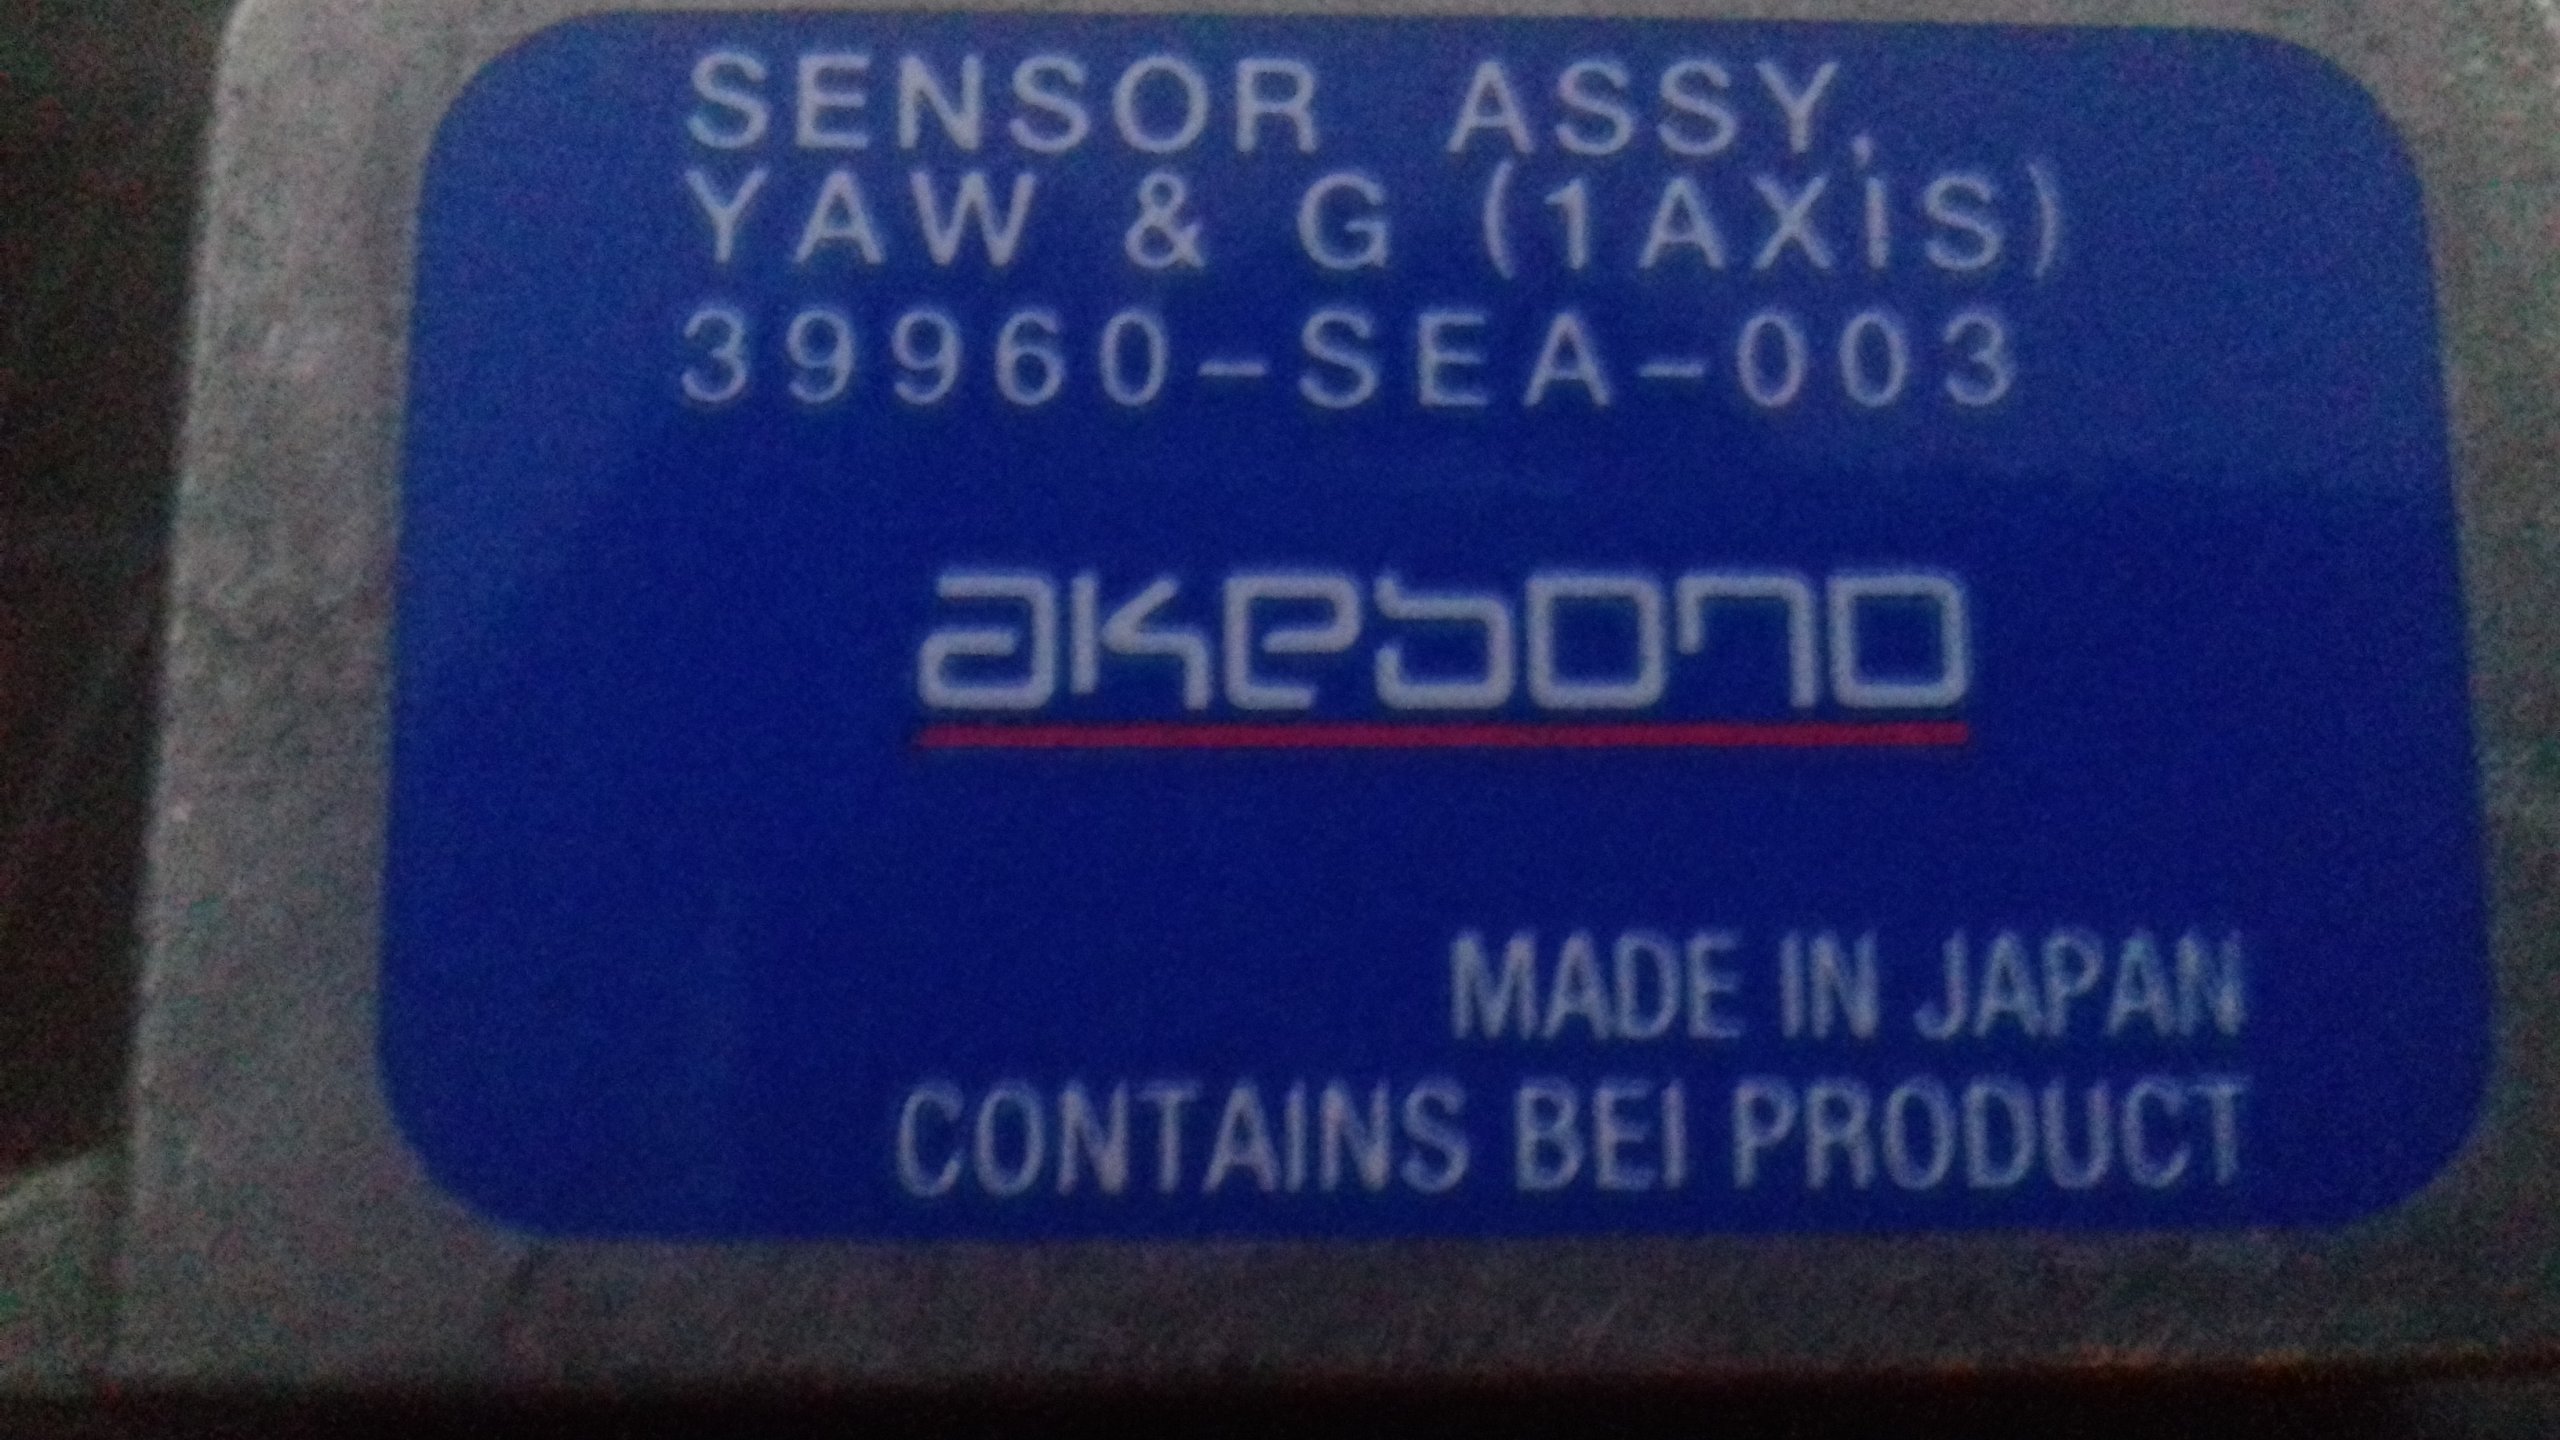 SENSOR ASSY,
YAW & G (1AXIS)
39960-SEA-003
akebono
MADE IN JAPAN
CONTAINS BEI PRODUCT